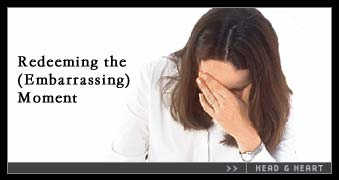 Redeeming the
(Embarrassing)
Moment
>> | HEAD & HEART